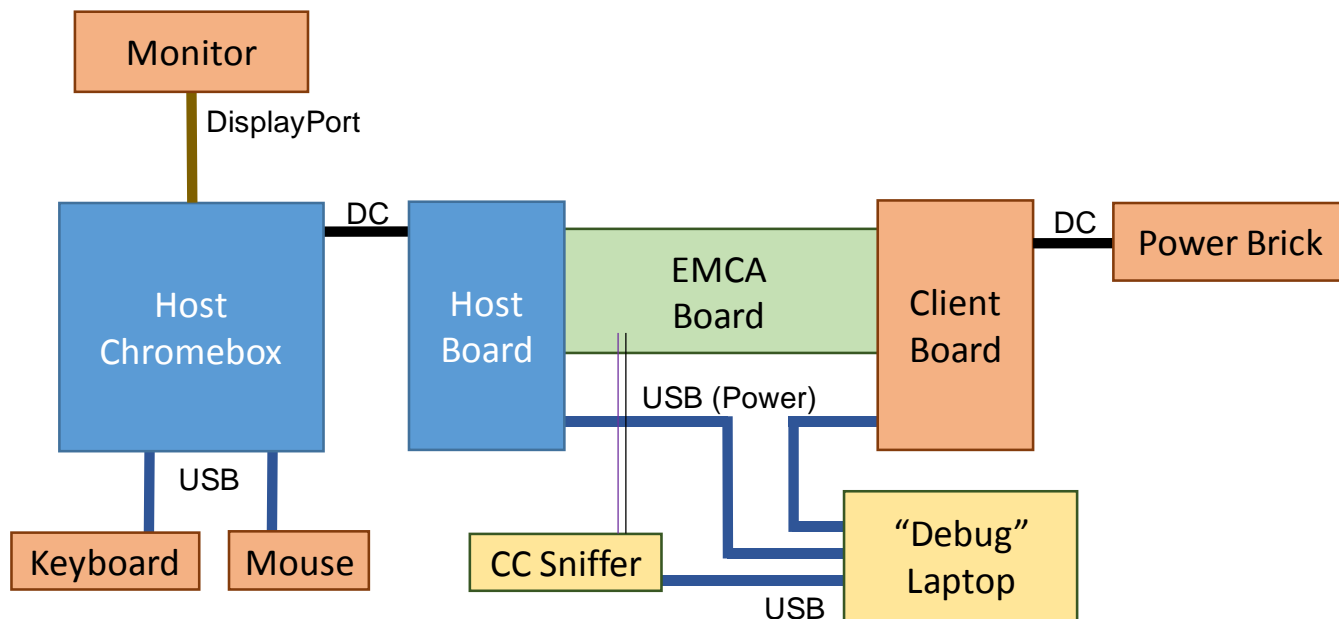 Monitor
DisplayPort
DC
DC
Host
Chromebox
Host
Board
EMCA
Board
Client
Board
Power Brick
USB (Power)
USB
Keyboard
Mouse
CC Sniffer
“Debug”
Laptop
USB